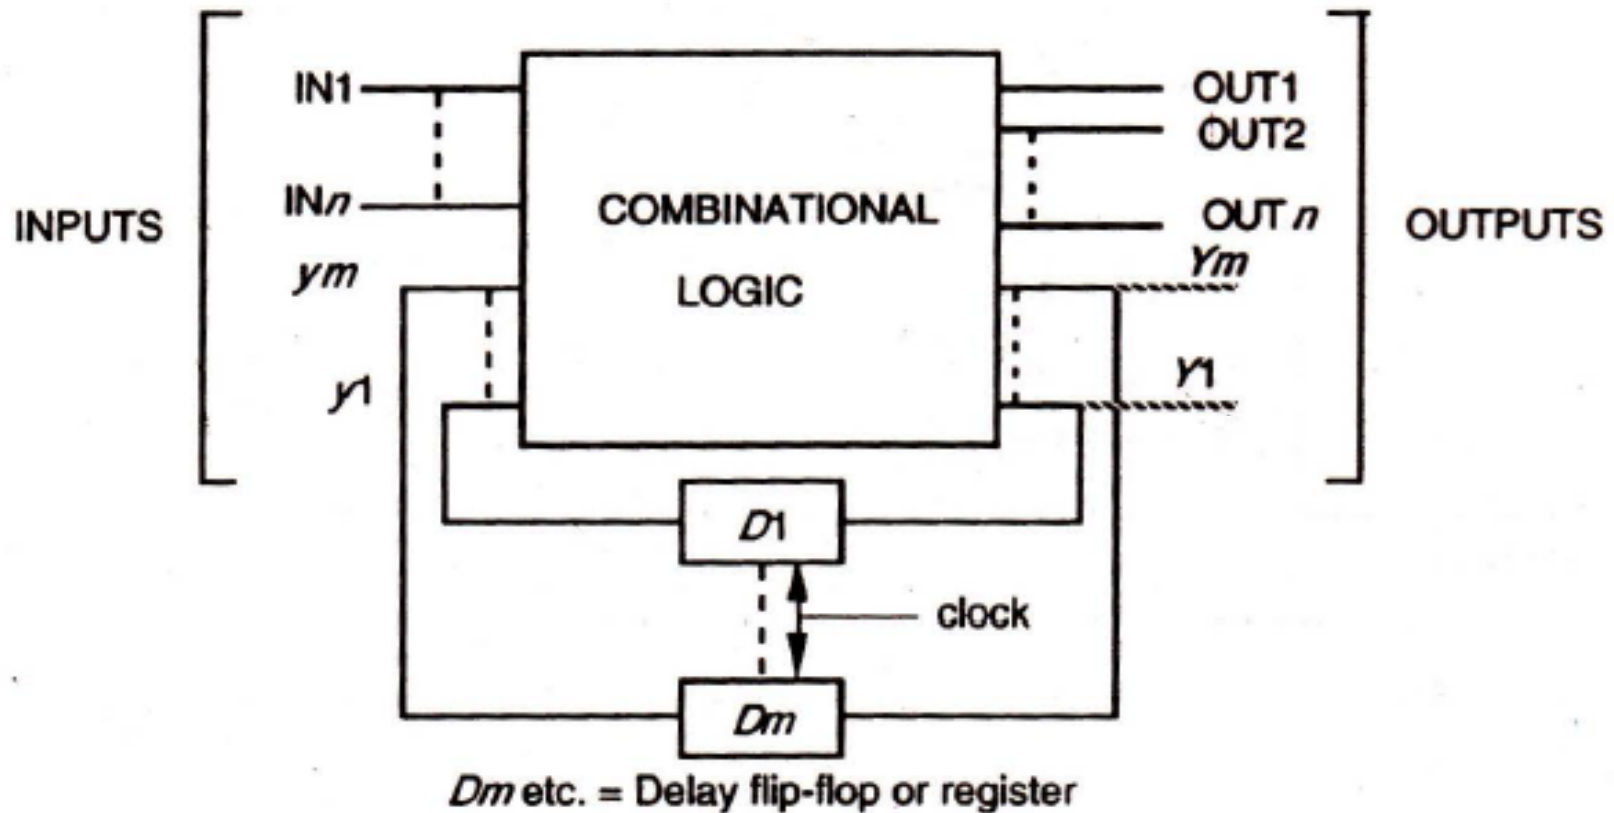 IN1
OUT1
OUT2
INn
COMBINATIONAL
OUTn
INPUTS
OUTPUTS
ym
Ym
LOGIC
y1
Y1
D1
clock
Dm
Dm etc. = Delay flip-flop or register